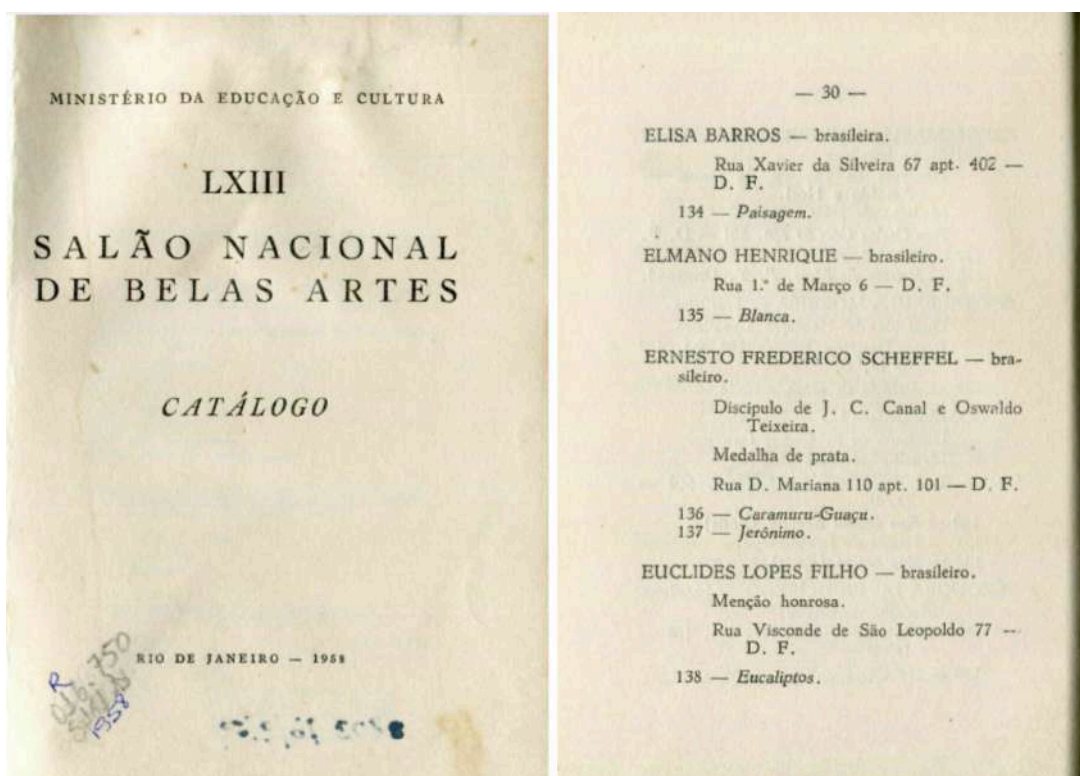 MINISTÉRIO DA EDUCAÇÃO E CULTURA
LXIII
SALÃO NACIONAL
DE BELAS ARTES
CATÁLOGO
RIO DE JANEIRO — 1958
R
1958
— 30 —
ELISA BARROS — brasileira.
Rua Xavier da Silveira 67 apt. 402 —
D. F.
134 — Paisagem.
ELMANO HENRIQUE — brasileiro.
Rua 1.º de Março 6 — D. F.
135 — Blanca.
ERNESTO FREDERICO SCHEFFEL — bra-
sileiro.
Discipulo de J. C. Canal e Oswaldo
Teixeira.
Medalha de prata.
Rua D. Mariana 110 apt. 101 — D. F.
136 — Caramuru-Guaçu.
137 — Jerônimo.
EUCLIDES LOPES FILHO — brasileiro.
Menção honrosa.
Rua Visconde de São Leopoldo 77 —
D. F.
138 — Eucaliptos.